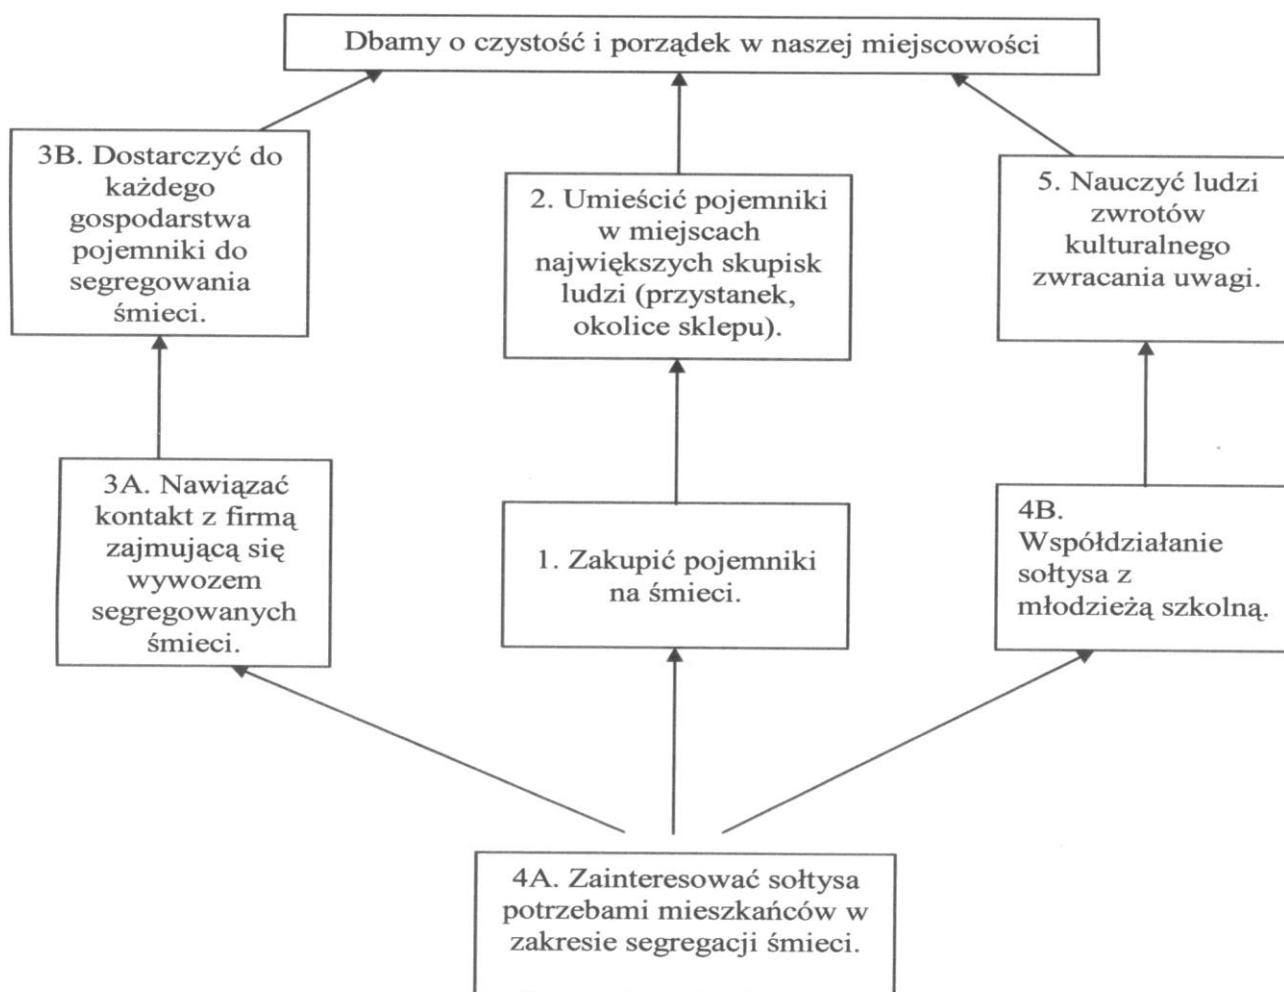 Dbamy o czystość i porządek w naszej miejscowości
3B. Dostarczyć do
każdego
gospodarstwa
pojemniki do
segregowania
śmieci.
2. Umieścić pojemniki
w miejscach
największych skupisk
ludzi (przystanek,
okolice sklepu).
5. Nauczyć ludzi
zwrotów
kulturalnego
zwracania uwagi.
3A. Nawiązać
kontakt z firmą
zajmującą się
wywozem
segregowanych
śmieci.
1. Zakupić pojemniki
na śmieci.
4B.
Współdziałanie
sołtysa z
młodzieżą szkolną.
4A. Zainteresować sołtysa
potrzebami mieszkańców w
zakresie segregacji śmieci.